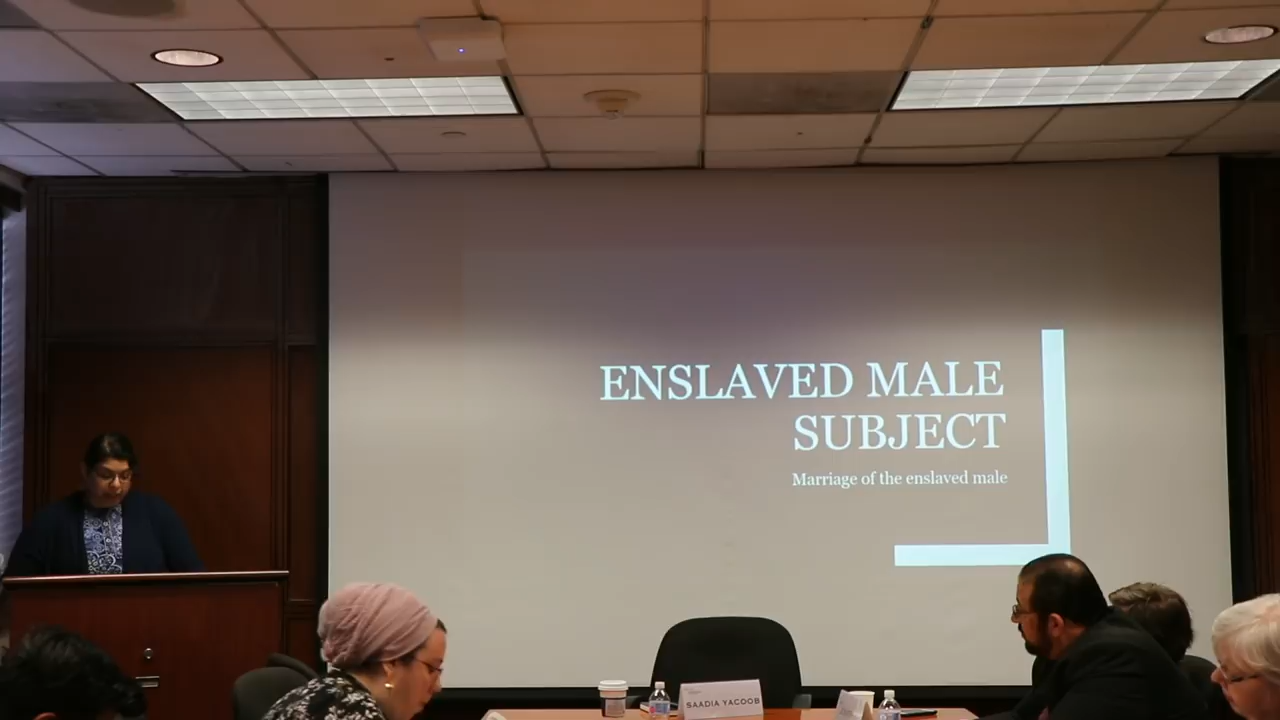 ENSLAVED MALE
SUBJECT
Marriage of the enslaved male
SAADIA YACOOB